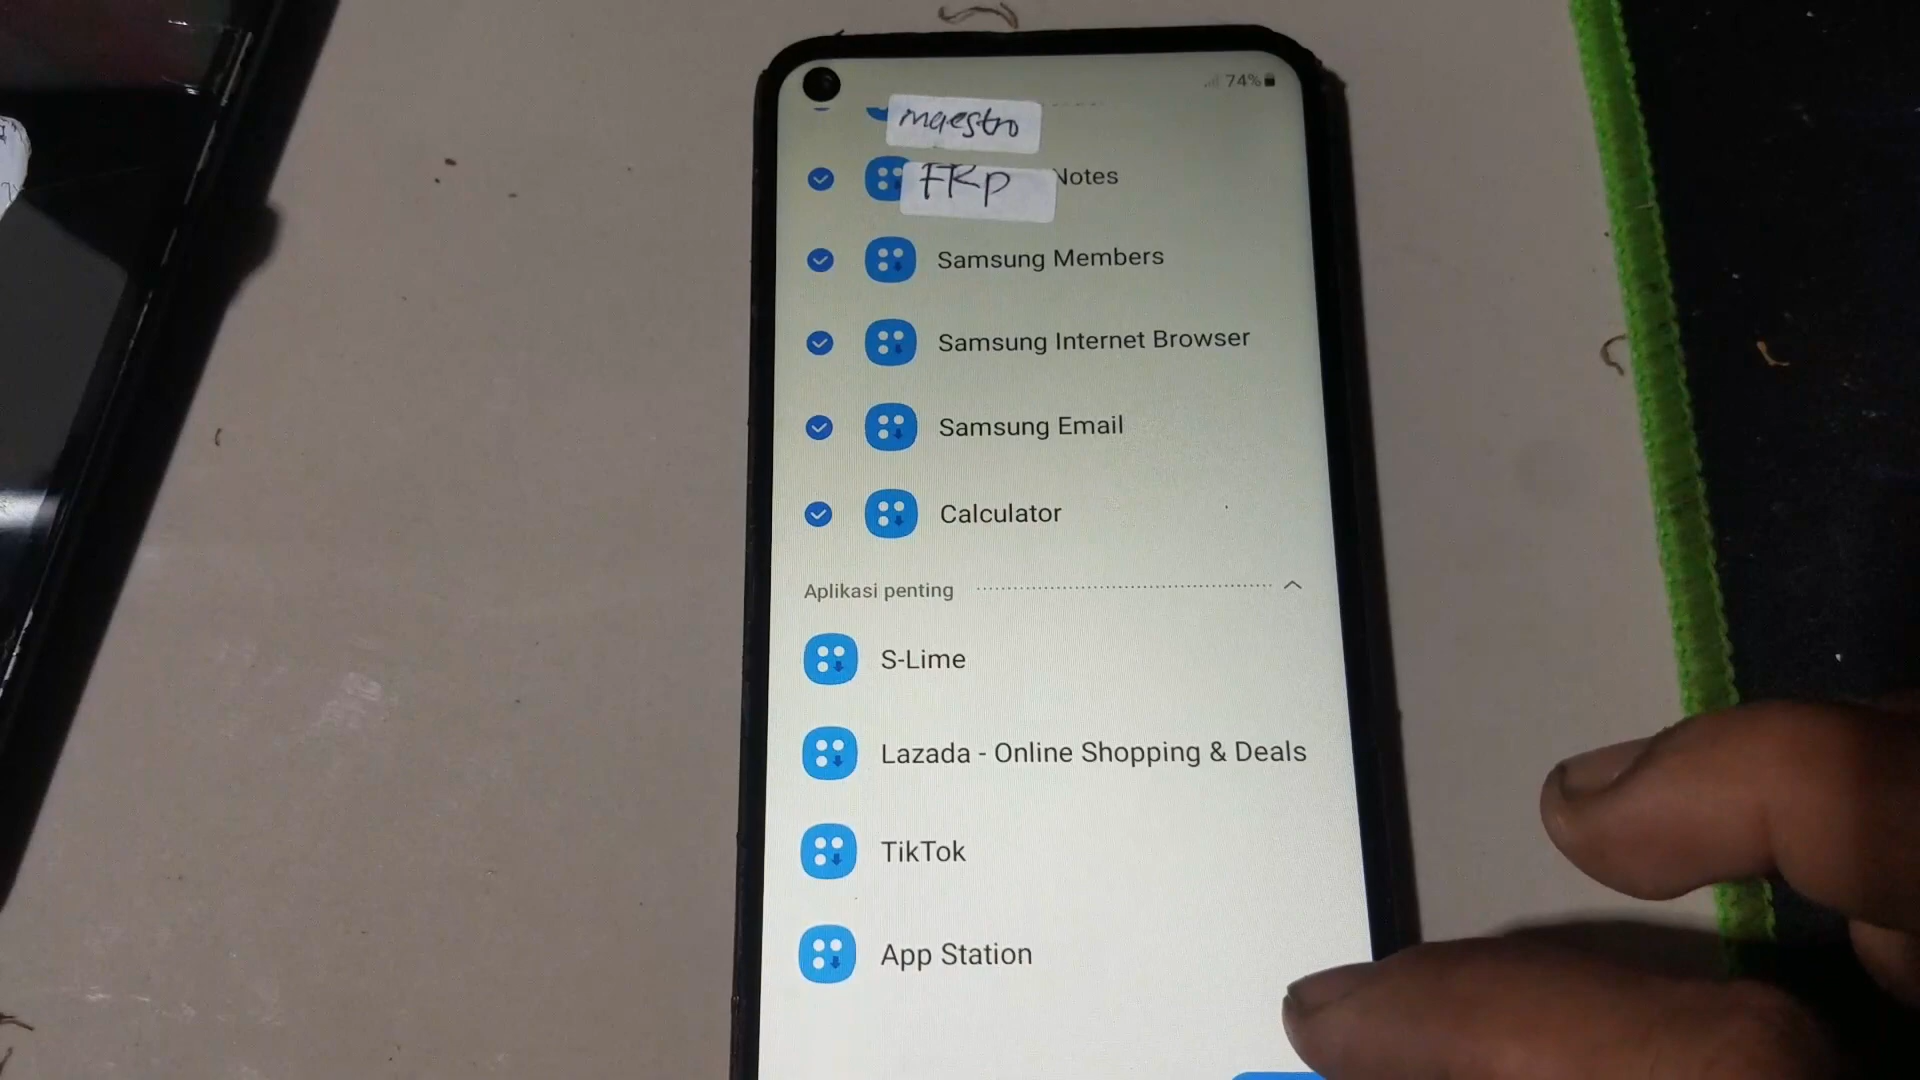 74%
maestro
FRP
Notes
Samsung Members
Samsung Internet Browser
Samsung Email
Calculator
Aplikasi penting
S-Lime
Lazada - Online Shopping & Deals
TikTok
App Station